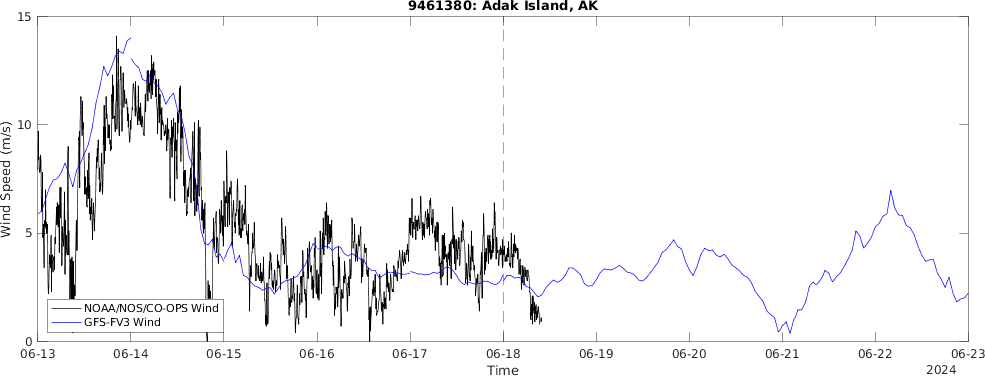 9461380: Adak Island, AK
15
10
5
0
Wind Speed (m/s)
NOAA/NOS/CO-OPS Wind
GFS-FV3 Wind
06-13 06-14 06-15 06-16 06-17 06-18 06-19 06-20 06-21 06-22 06-23
Time
2024